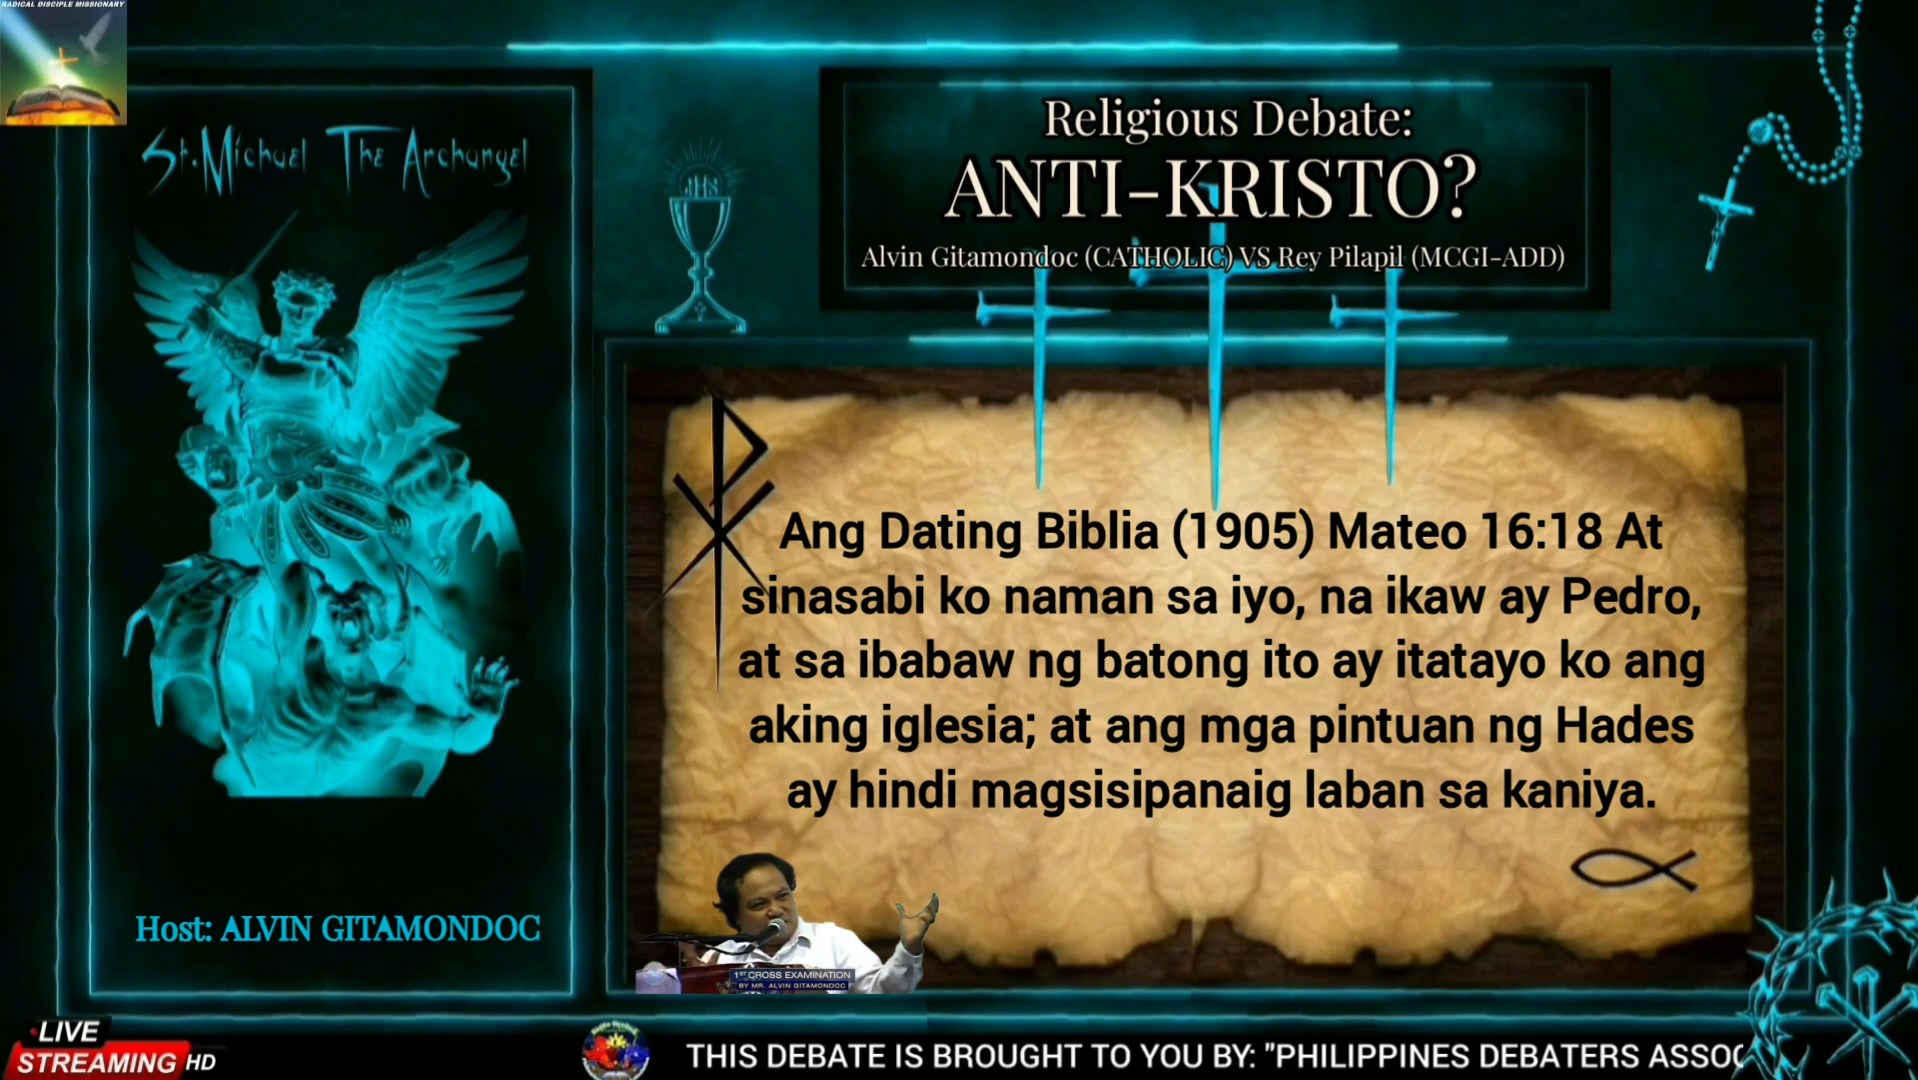 RADICAL DISCIPLE MISSIONARY
St. Michael The Archangel
JHS
Religious Debate:
ANTI-KRISTO?
Alvin Gitamondoc (CATHOLIC) VS Rey Pilapil (MCGI-ADD)
Ang Dating Biblia (1905) Mateo 16:18 At
sinasabi ko naman sa iyo, na ikaw ay Pedro,
at sa ibabaw ng batong ito ay itatayo ko ang
aking iglesia; at ang mga pintuan ng Hades
ay hindi magsisipanaig laban sa kaniya.
1ST CROSS EXAMINATION
BY MR. ALVIN GITAMONDOC
Host: ALVIN GITAMONDOC
LIVE
STREAMING HD
THIS DEBATE IS BROUGHT TO YOU BY: "PHILIPPINES DEBATERS ASSOC